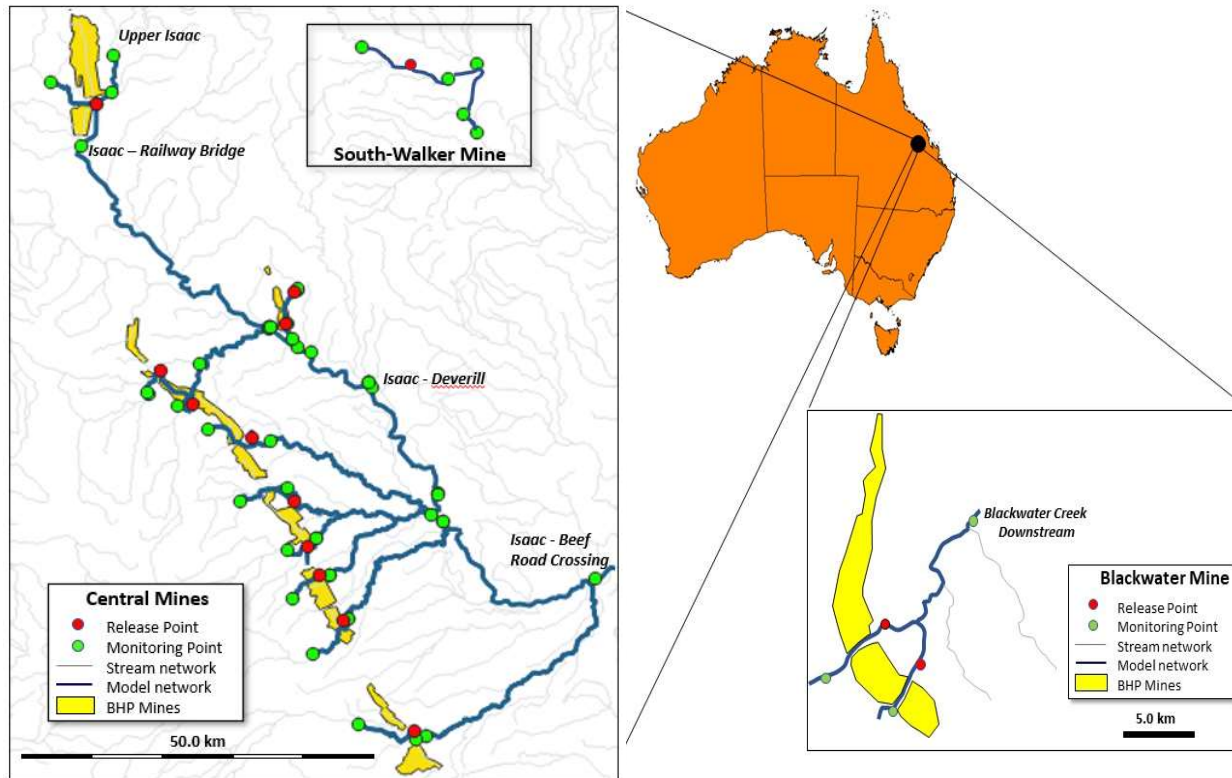 Upper Isaac
Isaac – Railway Bridge
South-Walker Mine
Isaac - Deverill
Isaac - Beef
Road Crossing
Central Mines
Release Point
Monitoring Point
Stream network
Model network
BHP Mines
50.0 km
Blackwater Creek
Downstream
Blackwater Mine
Release Point
Monitoring Point
Stream network
Model network
BHP Mines
5.0 km